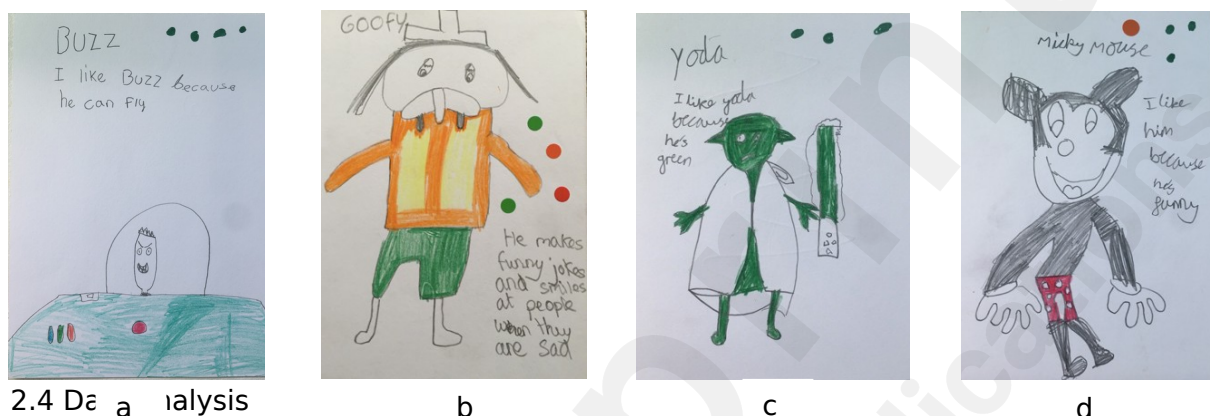 BUZZ
I like Buzz because
he can fly
GOOFY
He makes
funny jokes
and smiles
at people
when they
are sad
yoda
I like yoda
because
he's
green
micky mouse
I like
him
because
he's
funny
2.4 Da a nalysis
b
c
d